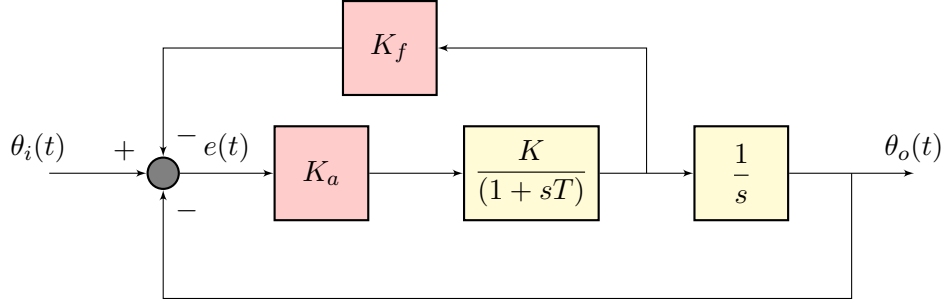 K_f
θ_i(t)
+
−
e(t)
K_a
K
(1 + sT)
1
s
θ_o(t)
−